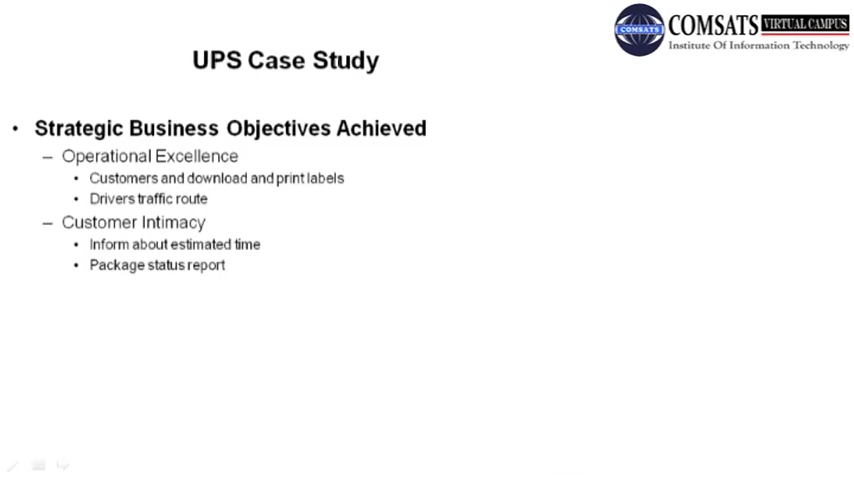 COMSATS VIRTUAL CAMPUS
COMSATS
Institute Of Information Technology
UPS Case Study
• Strategic Business Objectives Achieved
– Operational Excellence
• Customers and download and print labels
• Drivers traffic route
– Customer Intimacy
• Inform about estimated time
• Package status report